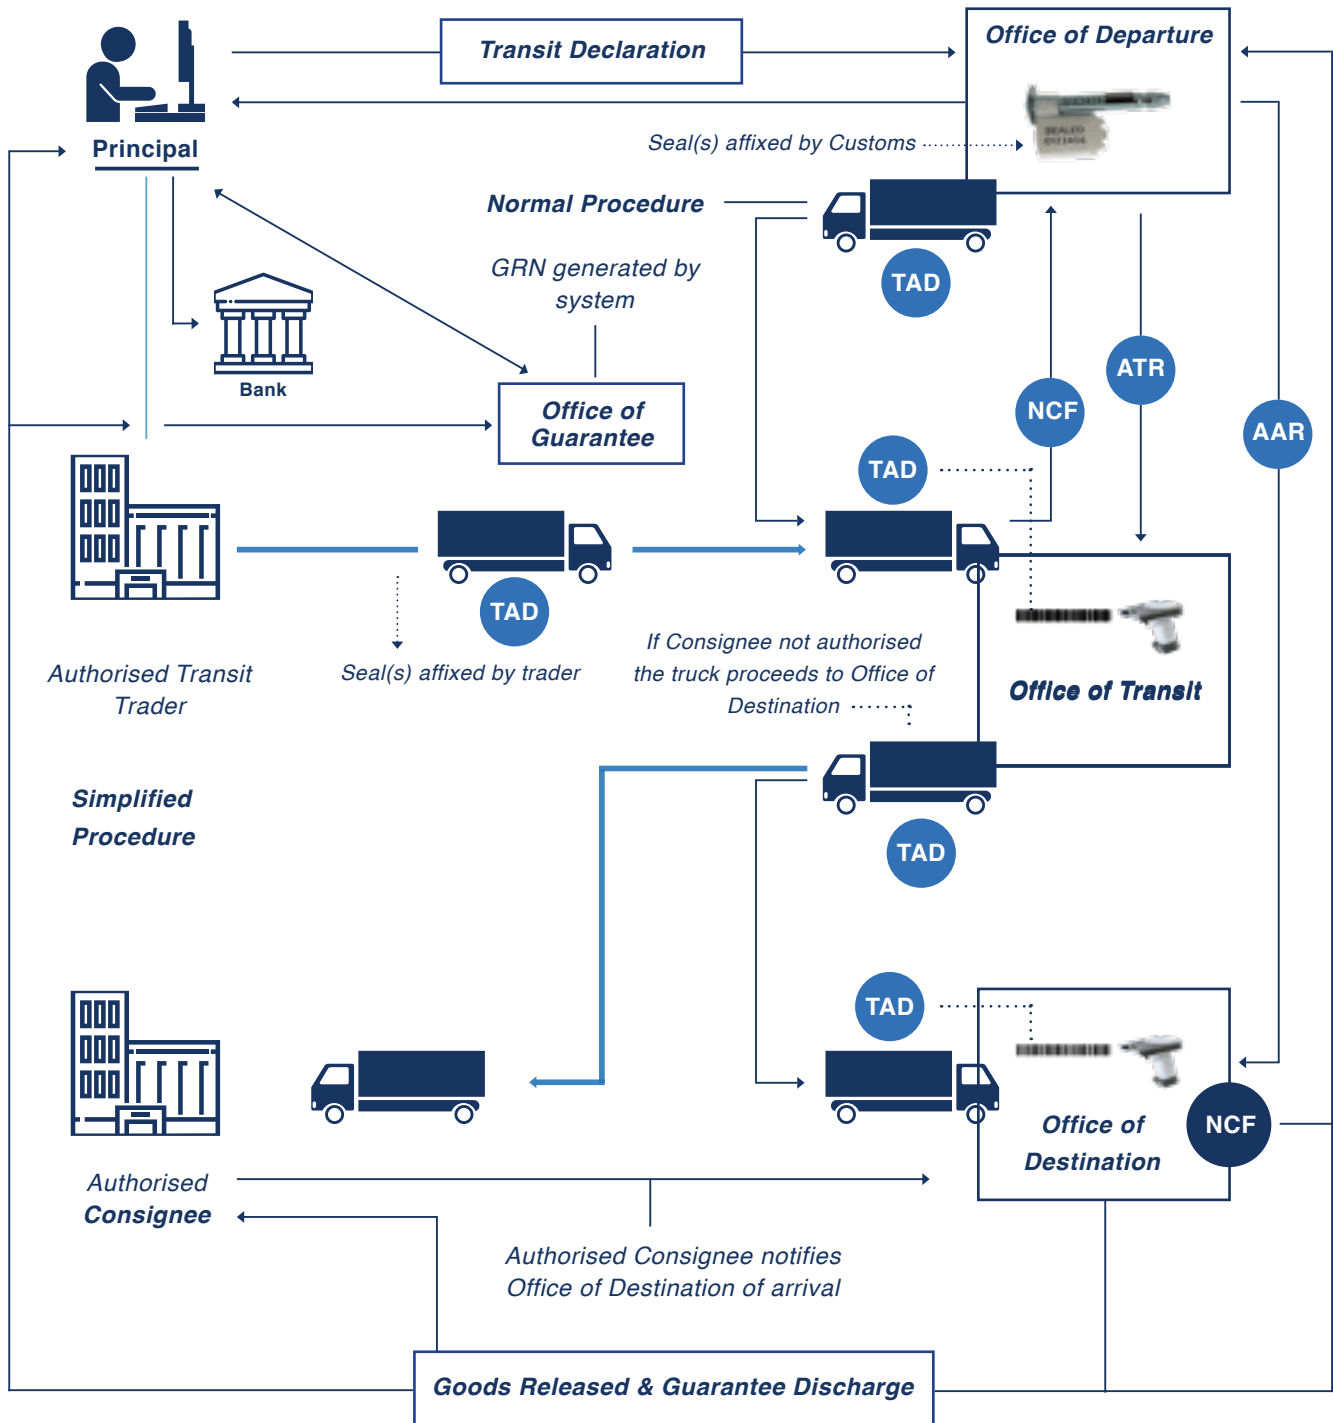 Transit Declaration
Office of Departure
SEALED
Principal
Seal(s) affixed by Customs
Normal Procedure
GRN generated by
system
TAD
Bank
Office of
Guarantee
ATR
NCF
AAR
TAD
TAD
Authorised Transit
Trader
Seal(s) affixed by trader
If Consignee not authorised
the truck proceeds to Office of
Destination
Office of Transit
Simplified
Procedure
TAD
TAD
Office of
Destination
NCF
Authorised
Consignee
Authorised Consignee notifies
Office of Destination of arrival
Goods Released & Guarantee Discharge